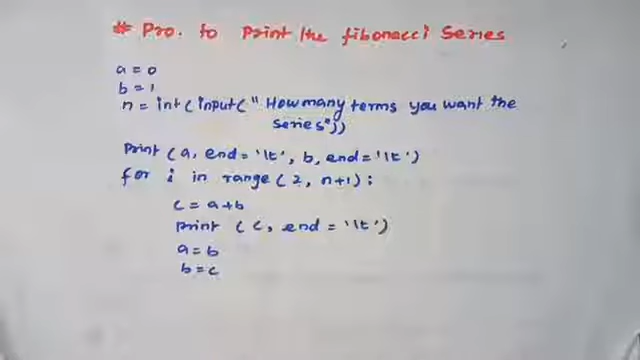 # Pro. to Print the fibonacci Series
a = 0
b = 1
n = int(input("How many terms you want the
series"))
Print (a, end = '\t', b, end = '\t')
for i in range (2, n+1):
c = a+b
Print (c, end = '\t')
a = b
b = c